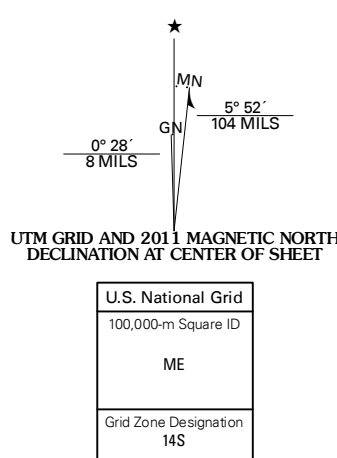 ★
MN
GN
5° 52´
104 MILS
0° 28´
8 MILS
UTM GRID AND 2011 MAGNETIC NORTH
DECLINATION AT CENTER OF SHEET
U.S. National Grid
100,000-m Square ID
ME
Grid Zone Designation
14S